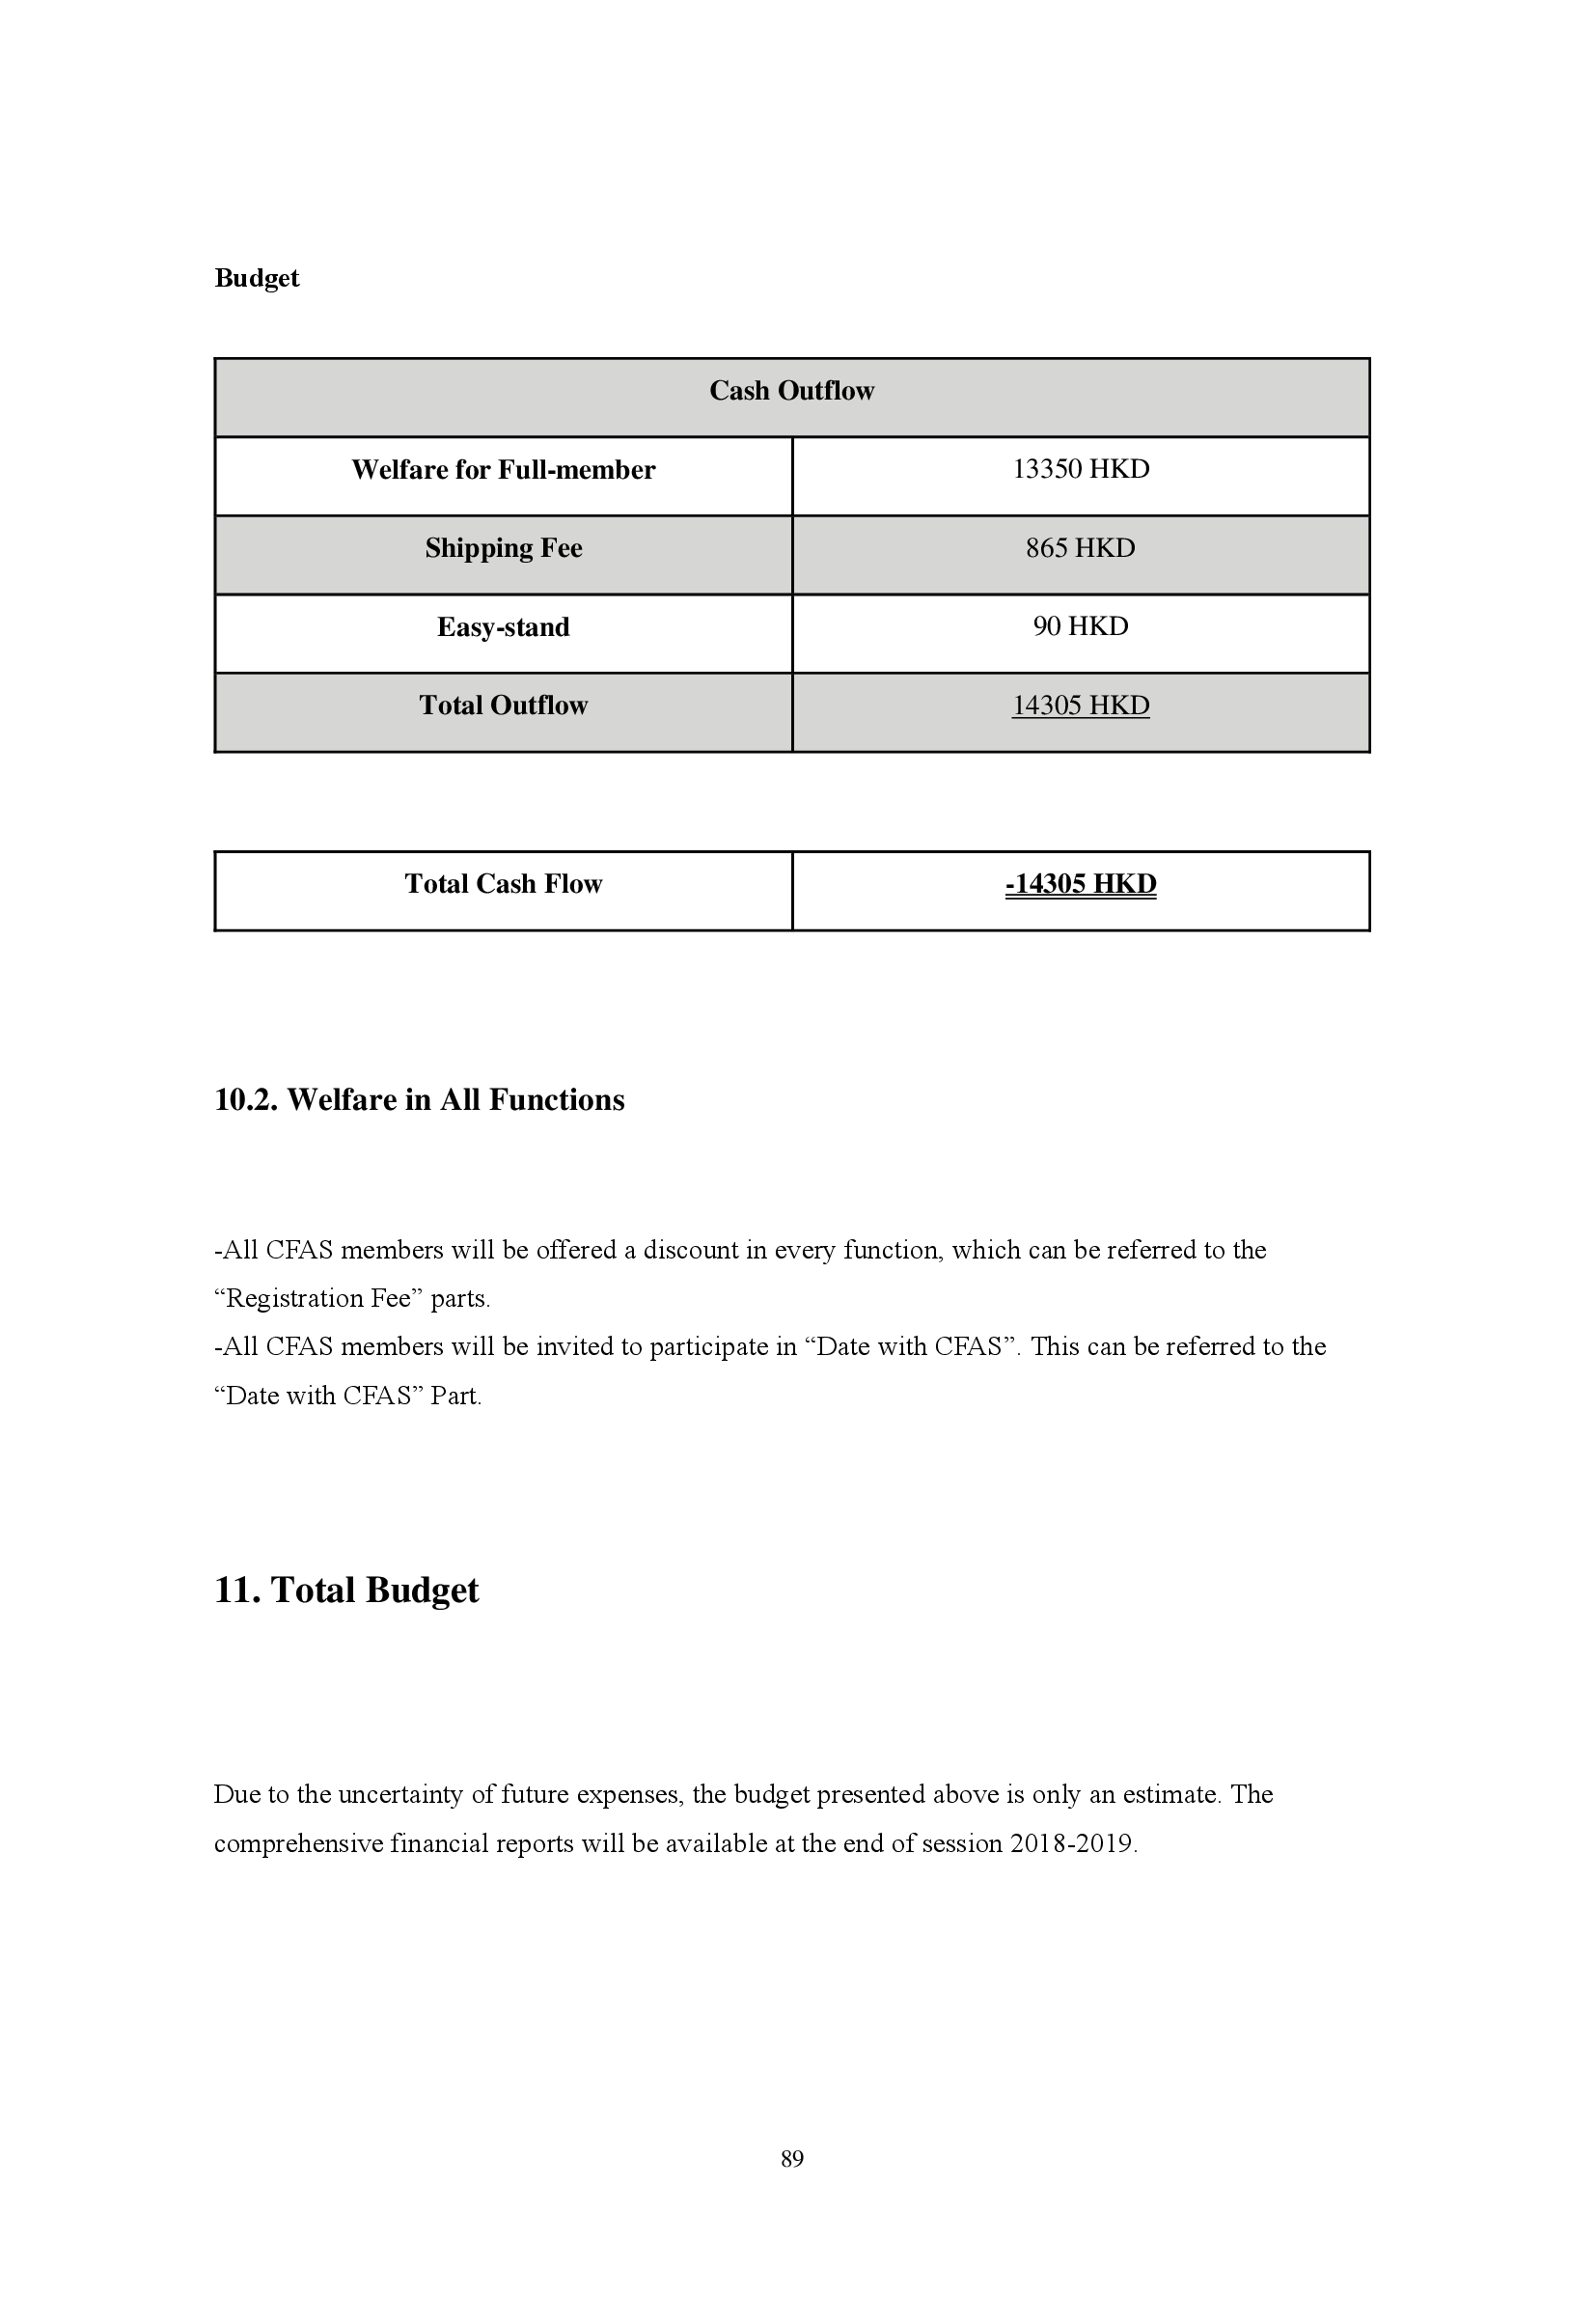 Budget
Cash Outflow
Welfare for Full-member 13350 HKD
Shipping Fee 865 HKD
Easy-stand 90 HKD
Total Outflow 14305 HKD
Total Cash Flow -14305 HKD
10.2. Welfare in All Functions
-All CFAS members will be offered a discount in every function, which can be referred to the
“Registration Fee” parts.
-All CFAS members will be invited to participate in “Date with CFAS”. This can be referred to the
“Date with CFAS” Part.
11. Total Budget
Due to the uncertainty of future expenses, the budget presented above is only an estimate. The
comprehensive financial reports will be available at the end of session 2018-2019.
89